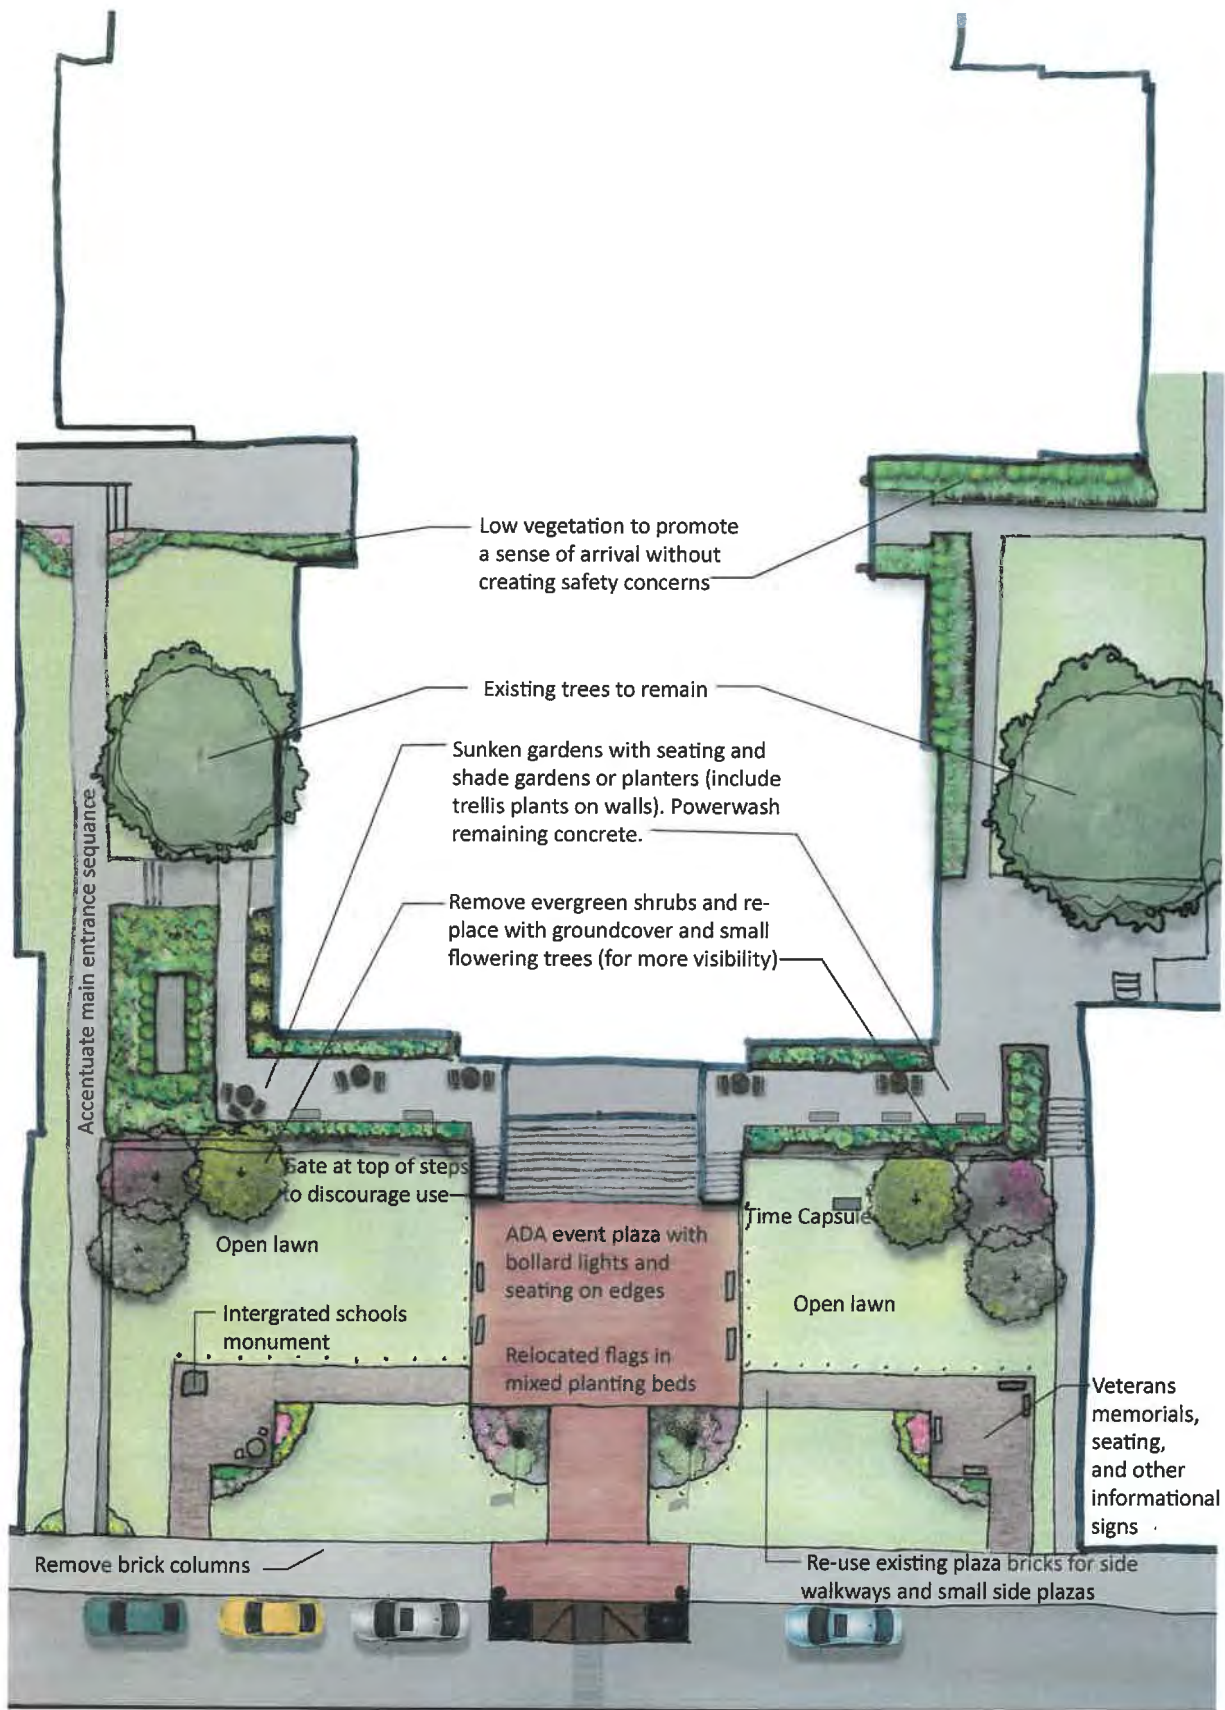 Low vegetation to promote
a sense of arrival without
creating safety concerns
Existing trees to remain
Sunken gardens with seating and
shade gardens or planters (include
trellis plants on walls). Powerwash
remaining concrete.
Accentuate main entrance sequance
Remove evergreen shrubs and re-
place with groundcover and small
flowering trees (for more visibility)
Gate at top of steps
to discourage use
Time Capsule
Open lawn
ADA event plaza with
bollard lights and
seating on edges
Open lawn
Intergrated schools
monument
Relocated flags in
mixed planting beds
Veterans
memorials,
seating,
and other
informational
signs
Remove brick columns
Re-use existing plaza bricks for side
walkways and small side plazas